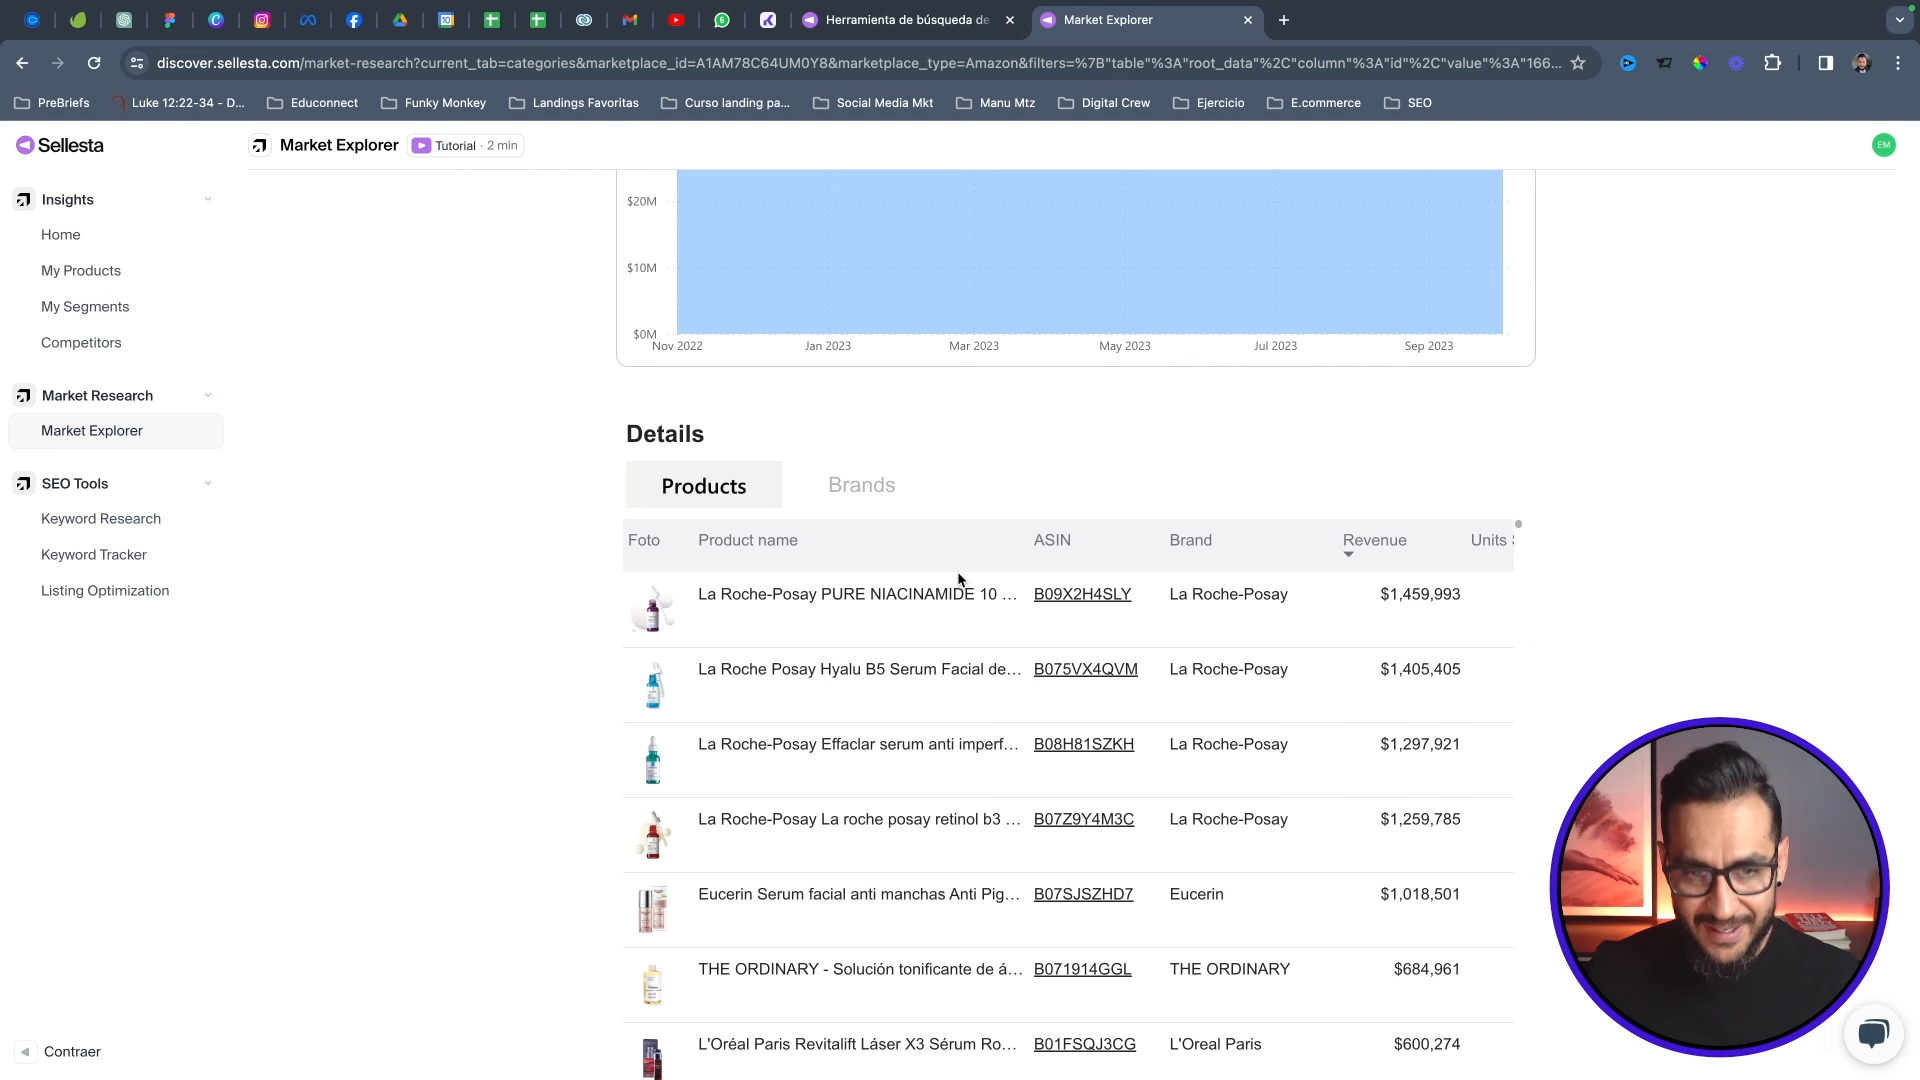 Herramienta de búsqueda de
Market Explorer
discover.sellesta.com/market-research?current_tab=categories&marketplace_id=A1AM78C64UM0Y8&marketplace_type=Amazon&filters=%7B"table"%3A"root_data"%2C"column"%3A"id"%2C"value"%3A"166...
PreBriefs
Luke 12:22-34 - D...
Educonnect
Funky Monkey
Landings Favoritas
Curso landing pa...
Social Media Mkt
Manu Mtz
Digital Crew
Ejercicio
E.commerce
SEO
Sellesta
Market Explorer
Tutorial · 2 min
EM
Insights
Home
My Products
My Segments
Competitors
Market Research
Market Explorer
SEO Tools
Keyword Research
Keyword Tracker
Listing Optimization
Contraer
$20M
$10M
$0M
Nov 2022 Jan 2023 Mar 2023 May 2023 Jul 2023 Sep 2023
Details
Products Brands
Foto Product name ASIN Brand Revenue Units
La Roche-Posay PURE NIACINAMIDE 10 ... B09X2H4SLY La Roche-Posay $1,459,993
La Roche Posay Hyalu B5 Serum Facial de... B075VX4QVM La Roche-Posay $1,405,405
La Roche-Posay Effaclar serum anti imperf... B08H81SZKH La Roche-Posay $1,297,921
La Roche-Posay La roche posay retinol b3 ... B07Z9Y4M3C La Roche-Posay $1,259,785
Eucerin Serum facial anti manchas Anti Pig... B07SJSZHD7 Eucerin $1,018,501
THE ORDINARY - Solución tonificante de á... B071914GGL THE ORDINARY $684,961
L'Oréal Paris Revitalift Láser X3 Sérum Ro... B01FSQJ3CG L'Oreal Paris $600,274